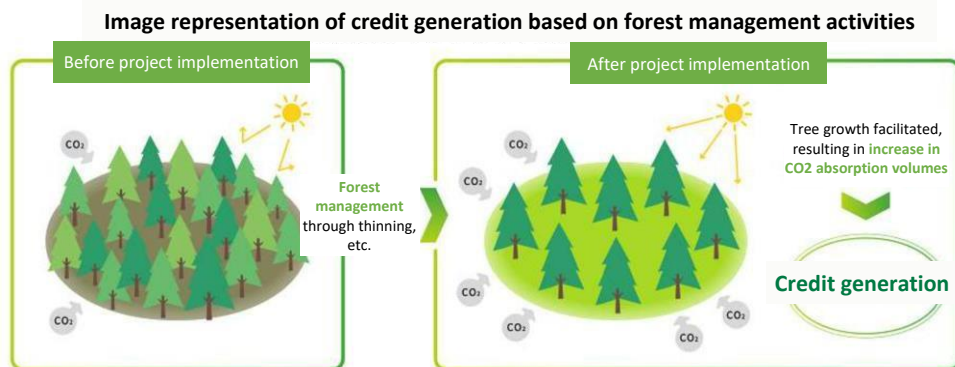 Image representation of credit generation based on forest management activities
Before project implementation
CO₂
CO₂
Forest
management
through thinning,
etc.
After project implementation
CO₂
CO₂
CO₂
CO₂
CO₂
CO₂
Tree growth facilitated,
resulting in increase in
CO2 absorption volumes
Credit generation